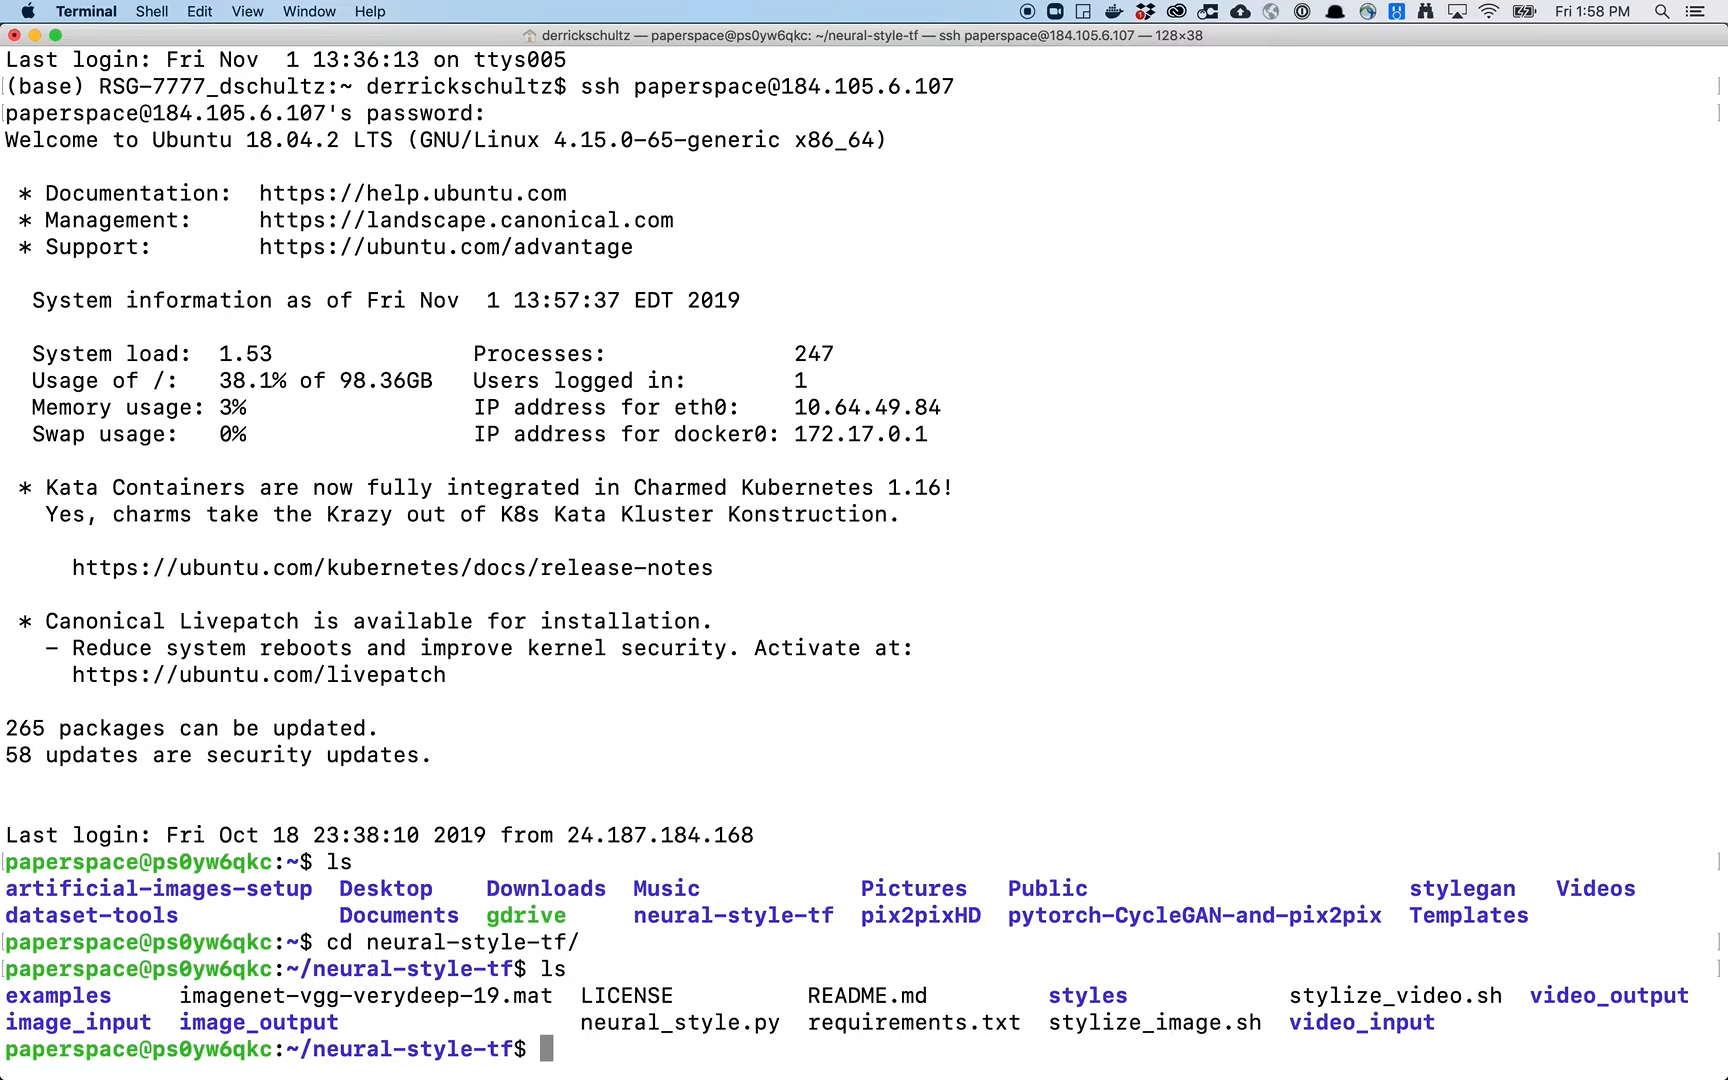 Terminal Shell Edit View Window Help Fri 1:58 PM
derrickschultz — paperspace@ps0yw6qkc: ~/neural-style-tf — ssh paperspace@184.105.6.107 — 128×38
Last login: Fri Nov  1 13:36:13 on ttys005
(base) RSG-7777_dschultz:~ derrickschultz$ ssh paperspace@184.105.6.107
paperspace@184.105.6.107's password:
Welcome to Ubuntu 18.04.2 LTS (GNU/Linux 4.15.0-65-generic x86_64)
* Documentation:  https://help.ubuntu.com
* Management:     https://landscape.canonical.com
* Support:        https://ubuntu.com/advantage
System information as of Fri Nov  1 13:57:37 EDT 2019
System load:  1.53               Processes:              247
Usage of /:   38.1% of 98.36GB   Users logged in:        1
Memory usage: 3%                 IP address for eth0:    10.64.49.84
Swap usage:   0%                 IP address for docker0: 172.17.0.1
* Kata Containers are now fully integrated in Charmed Kubernetes 1.16!
Yes, charms take the Krazy out of K8s Kata Kluster Konstruction.
https://ubuntu.com/kubernetes/docs/release-notes
* Canonical Livepatch is available for installation.
– Reduce system reboots and improve kernel security. Activate at:
https://ubuntu.com/livepatch
265 packages can be updated.
58 updates are security updates.
Last login: Fri Oct 18 23:38:10 2019 from 24.187.184.168
paperspace@ps0yw6qkc:~$ ls
artificial-images-setup  Desktop    Downloads  Music            Pictures   Public                         stylegan   Videos
dataset-tools            Documents  gdrive     neural-style-tf  pix2pixHD  pytorch-CycleGAN-and-pix2pix  Templates
paperspace@ps0yw6qkc:~$ cd neural-style-tf/
paperspace@ps0yw6qkc:~/neural-style-tf$ ls
examples     imagenet-vgg-verydeep-19.mat  LICENSE          README.md         styles            stylize_video.sh  video_output
image_input  image_output                  neural_style.py  requirements.txt  stylize_image.sh  video_input
paperspace@ps0yw6qkc:~/neural-style-tf$